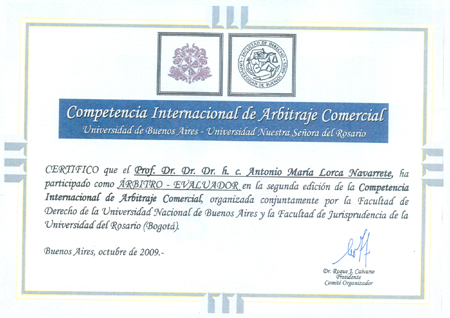 Competencia Internacional de Arbitraje Comercial
Universidad de Buenos Aires - Universidad Nuestra Señora del Rosario
CERTIFICO que el Prof. Dr. Dr. Dr h. c. Antonio María Lorca Navarrete, ha
participado como ÁRBITRO - EVALUADOR en la segunda edición de la Competencia
Internacional de Arbitraje Comercial, organizada conjuntamente por la Facultad de
Derecho de la Universidad Nacional de Buenos Aires y la Facultad de Jurisprudencia de la
Universidad del Rosario (Bogotá).
Buenos Aires, octubre de 2009.-
Dr. Roque J. Caivano
Presidente
Comité Organizador